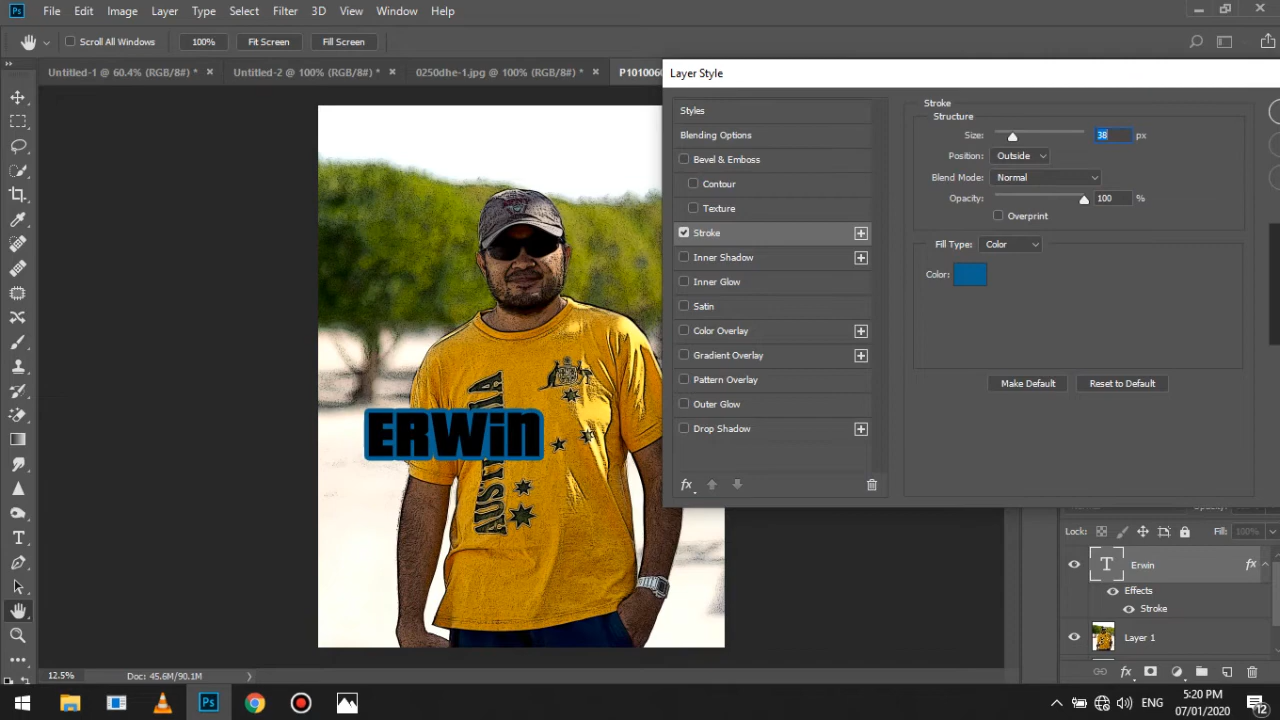 Ps File Edit Image Layer Type Select Filter 3D View Window Help
Scroll All Windows 100% Fit Screen Fill Screen
Untitled-1 @ 60.4% (RGB/8#) * × Untitled-2 @ 100% (RGB/8#) * × 0250dhe-1.jpg @ 100% (RGB/8#) * × P101006
Layer Style
Styles
Blending Options
Bevel & Emboss
Contour
Texture
Stroke
Inner Shadow
Inner Glow
Satin
Color Overlay
Gradient Overlay
Pattern Overlay
Outer Glow
Drop Shadow
fx
Stroke
Structure
Size: 38 px
Position: Outside
Blend Mode: Normal
Opacity: 100 %
Overprint
Fill Type: Color
Color:
Make Default Reset to Default
ERWin
AUSTRALIA
Lock: Fill: 100%
T Erwin fx
Effects
Stroke
Layer 1
fx
12.5% Doc: 45.6M/90.1M
Ps
ENG
5:20 PM
07/01/2020
12